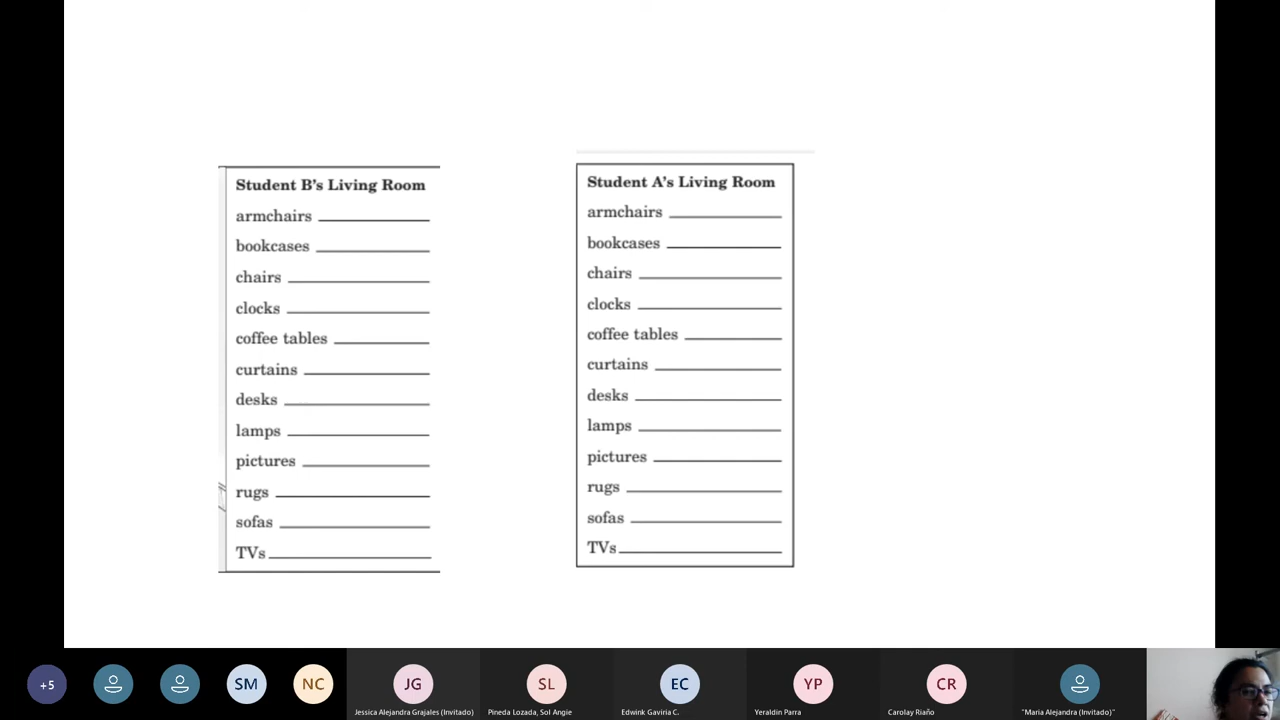 Student B's Living Room
armchairs
bookcases
chairs
clocks
coffee tables
curtains
desks
lamps
pictures
rugs
sofas
TVs
Student A's Living Room
armchairs
bookcases
chairs
clocks
coffee tables
curtains
desks
lamps
pictures
rugs
sofas
TVs
+5
SM
NC
JG
Jessica Alejandra Grajales (Invitado)
SL
Pineda Lozada, Sol Angie
EC
Edwink Gaviria C.
YP
Yeraldin Parra
CR
Carolay Riaño
"Maria Alejandra (Invitado)"